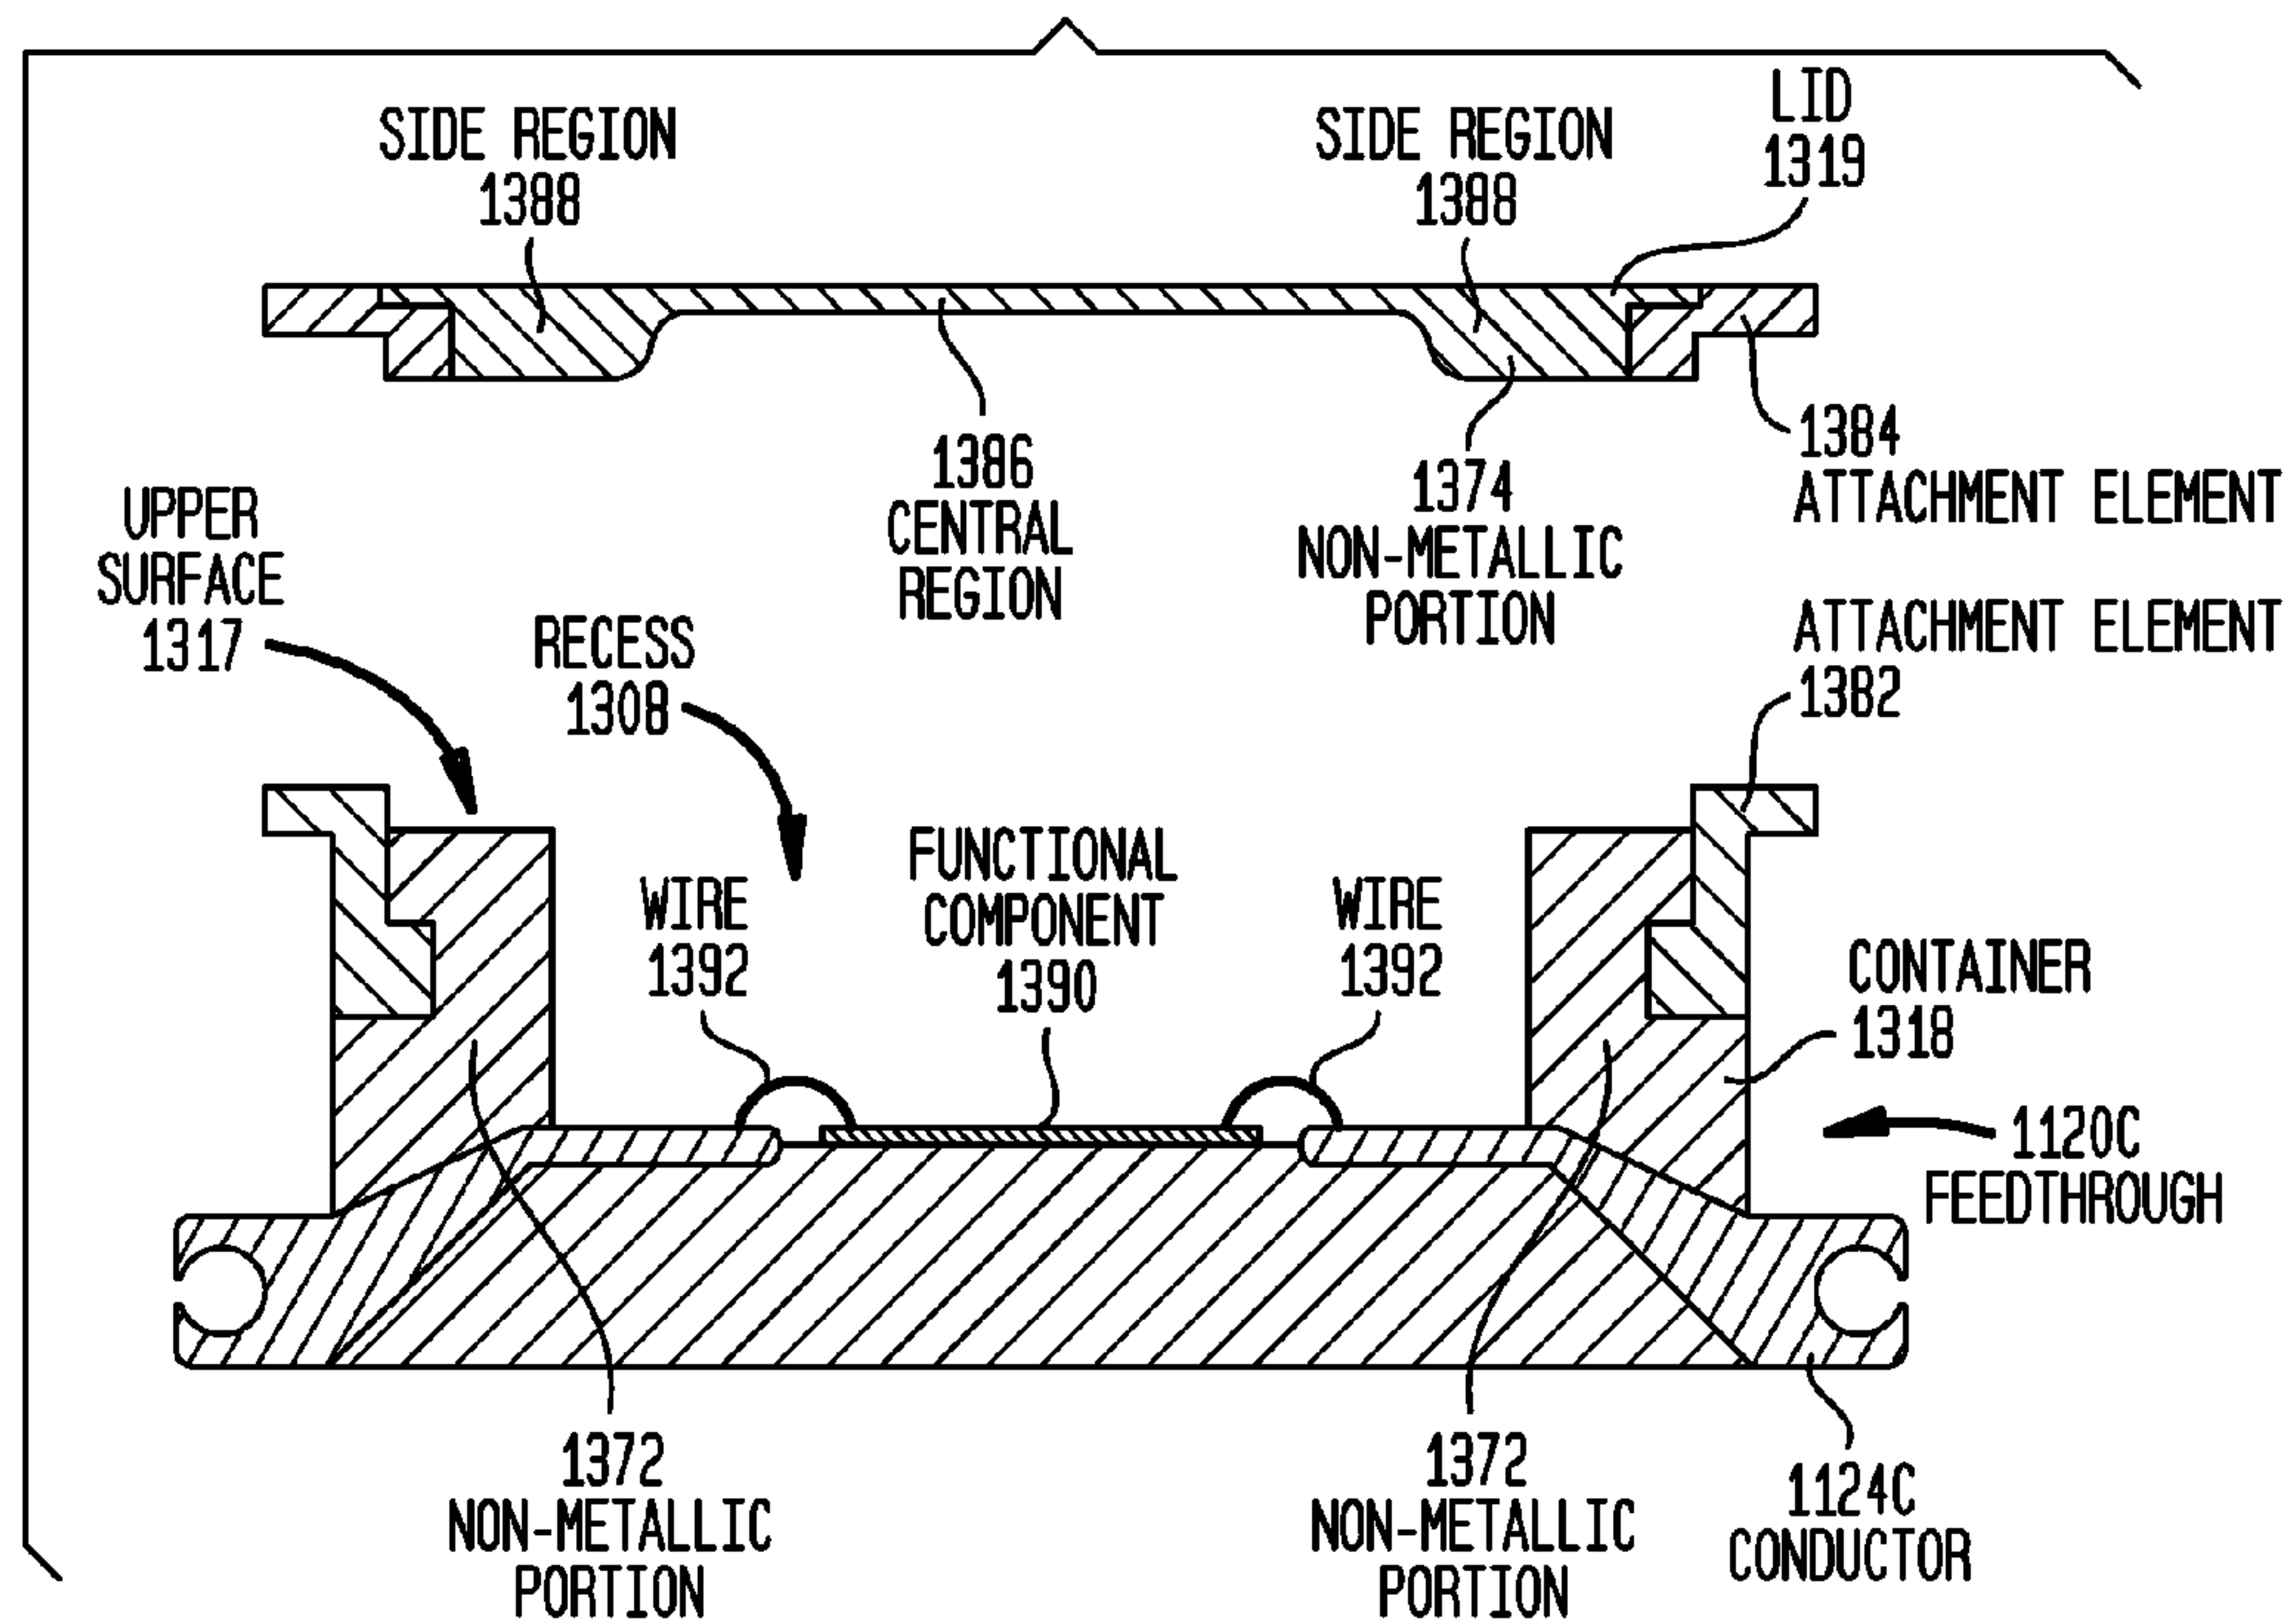 SIDE REGION
1388
SIDE REGION
1388
LID
1319
1386
CENTRAL
REGION
1374
NON-METALLIC
PORTION
1384
ATTACHMENT ELEMENT
UPPER
SURFACE
1317
RECESS
1308
ATTACHMENT ELEMENT
1382
WIRE
1392
FUNCTIONAL
COMPONENT
1390
WIRE
1392
CONTAINER
1318
1120C
FEEDTHROUGH
1372
NON-METALLIC
PORTION
1372
NON-METALLIC
PORTION
1124C
CONDUCTOR